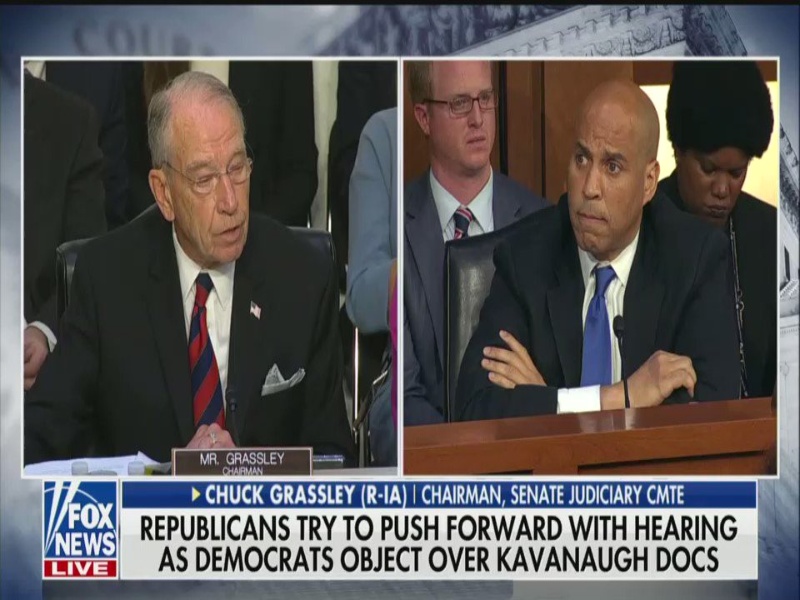 COURT
MR. GRASSLEY
CHAIRMAN
CHUCK GRASSLEY (R-IA) | CHAIRMAN, SENATE JUDICIARY CMTE
REPUBLICANS TRY TO PUSH FORWARD WITH HEARING
AS DEMOCRATS OBJECT OVER KAVANAUGH DOCS
FOX
NEWS
LIVE